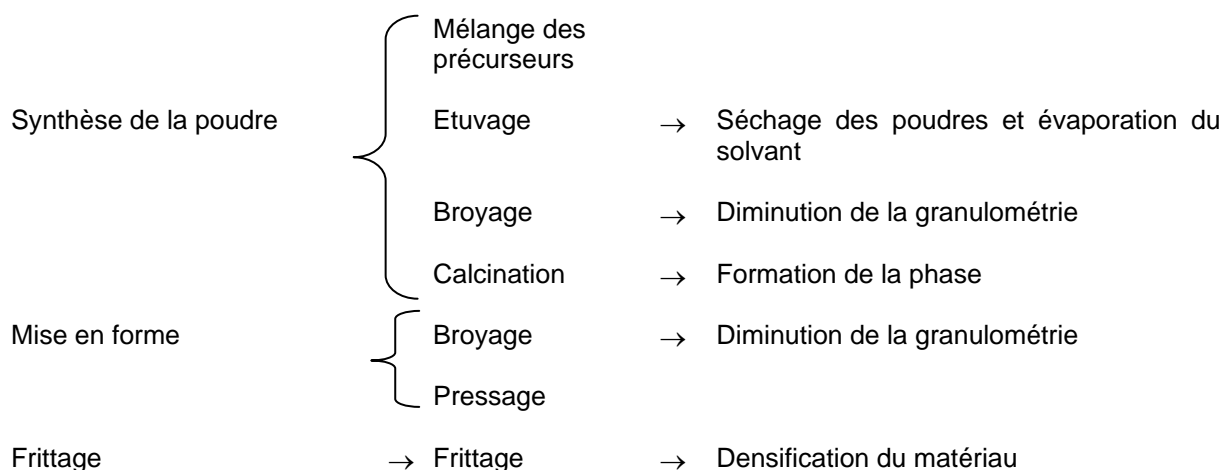 Mélange des
précurseurs
Synthèse de la poudre Etuvage → Séchage des poudres et évaporation du
solvant
Broyage → Diminution de la granulométrie
Calcination → Formation de la phase
Mise en forme Broyage → Diminution de la granulométrie
Pressage
Frittage → Frittage → Densification du matériau